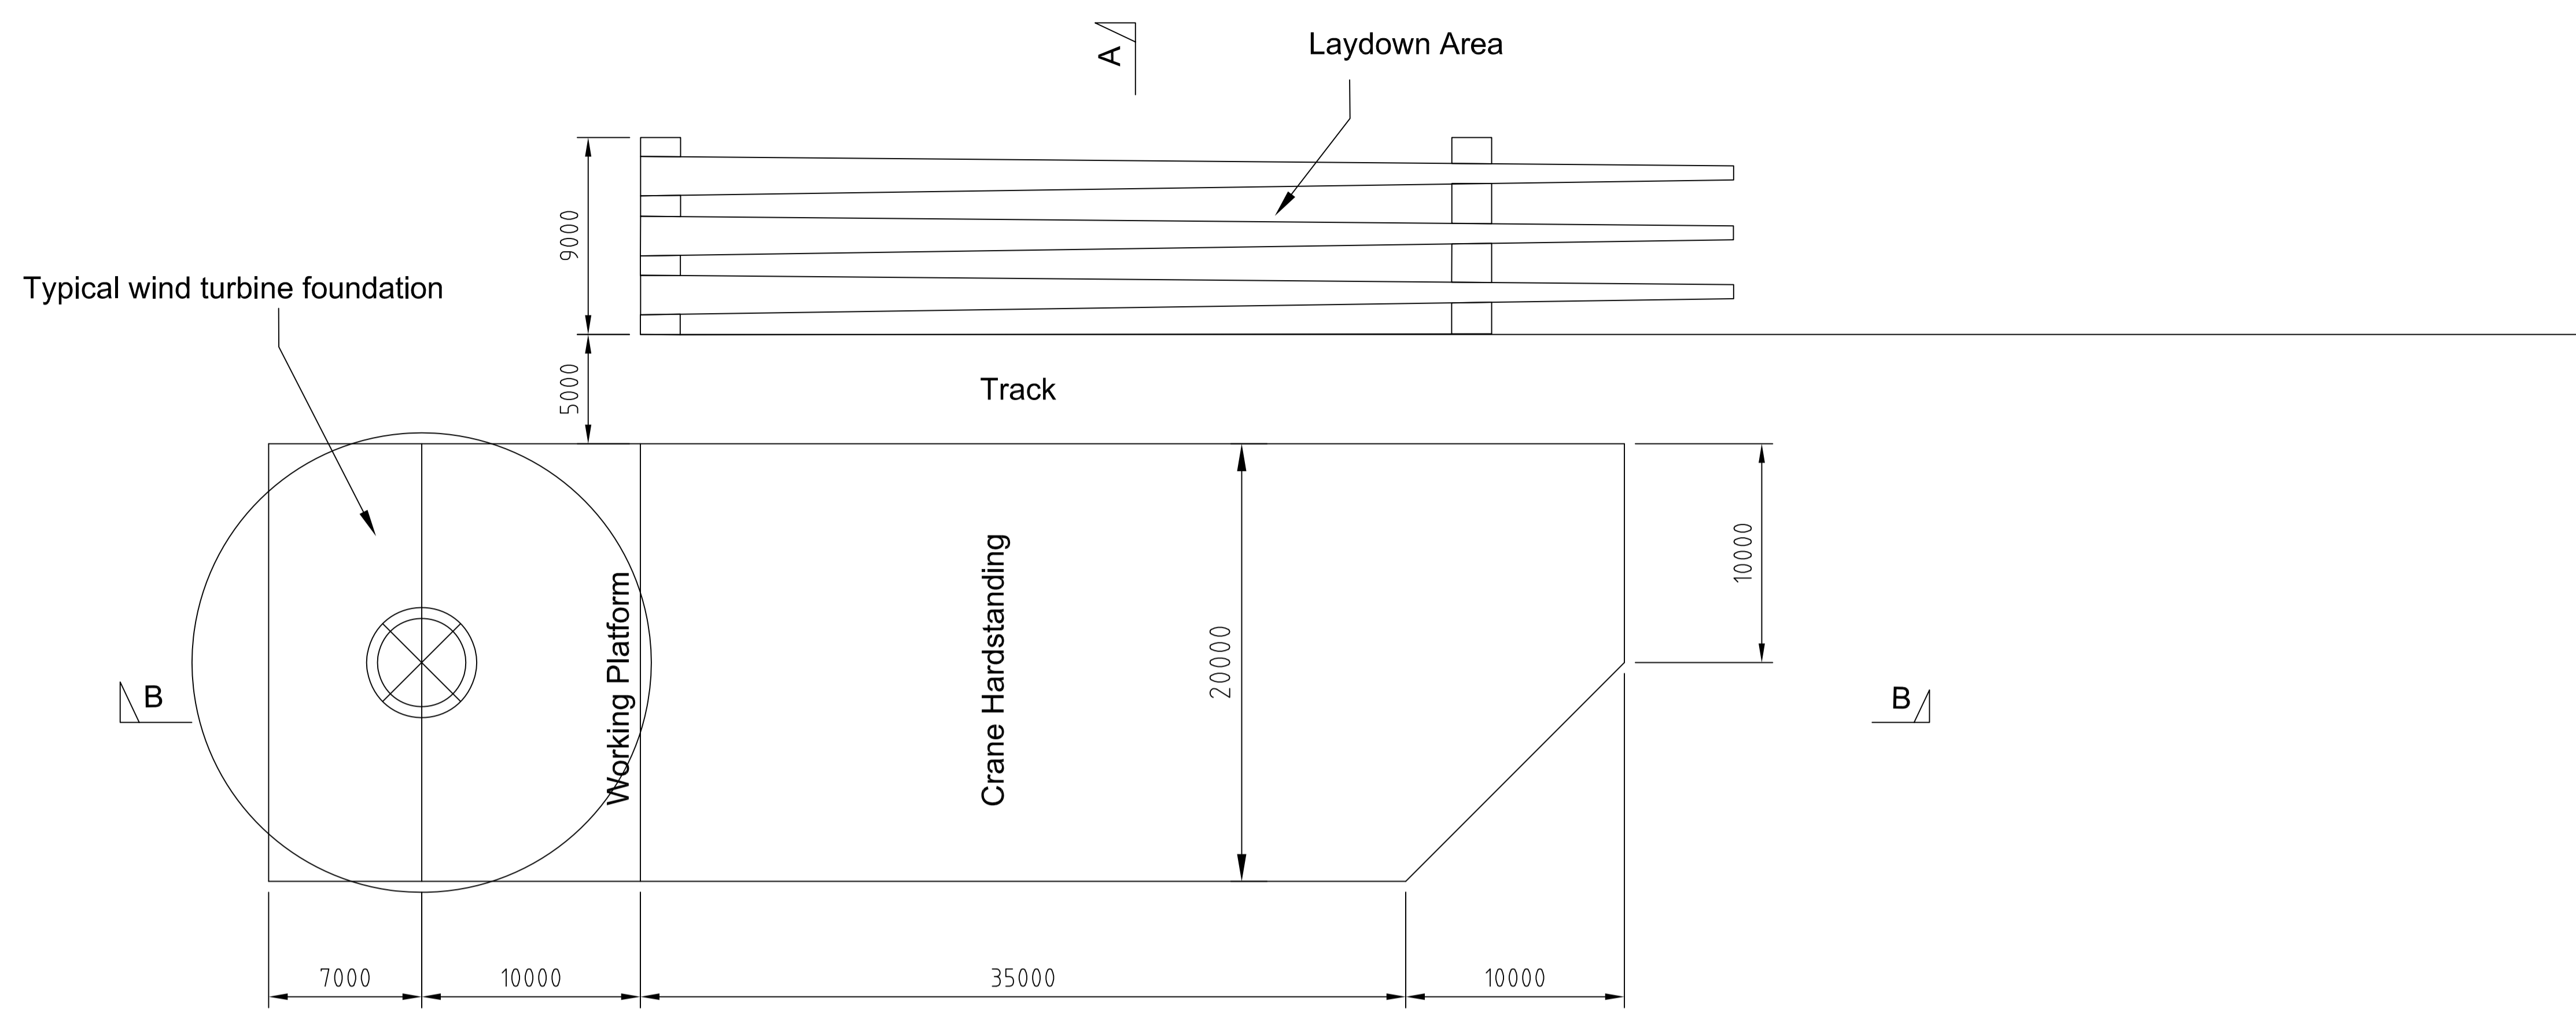 A
Laydown Area
9000
Typical wind turbine foundation
5000
Track
Working Platform
Crane Hardstanding
20000
10000
B
B
7000
10000
35000
10000